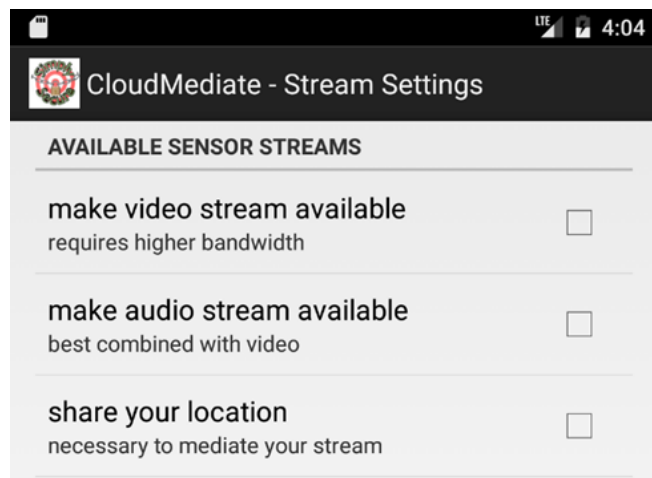 LTE 4:04
CloudMediate - Stream Settings
AVAILABLE SENSOR STREAMS
make video stream available
requires higher bandwidth
make audio stream available
best combined with video
share your location
necessary to mediate your stream